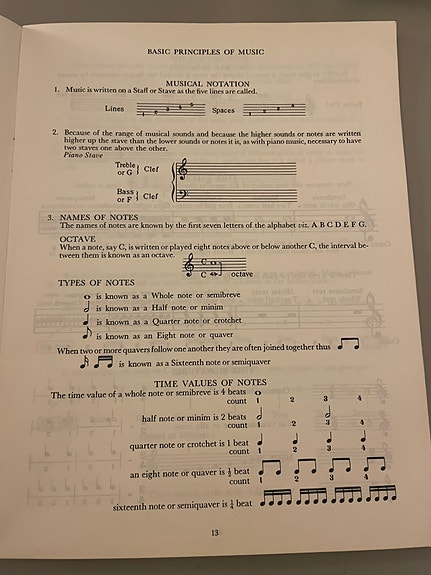 BASIC PRINCIPLES OF MUSIC
MUSICAL NOTATION
1. Music is written on a Staff or Stave as the five lines are called.
Lines 1 2 3 4 5 Spaces 1 2 3 4
2. Because of the range of musical sounds and because the higher sounds or notes are written
higher up the stave than the lower sounds or notes it is, as with piano music, necessary to have
two staves one above the other.
Piano Stave
Treble
or G } Clef
Bass
or F } Clef
3. NAMES OF NOTES
The names of notes are known by the first seven letters of the alphabet viz. A B C D E F G.
OCTAVE
When a note, say C, is written or played eight notes above or below another C, the interval be-
tween them is known as an octave.
C
C octave
TYPES OF NOTES
is known as a Whole note or semibreve
is known as a Half note or minim
is known as a Quarter note or crotchet
is known as an Eight note or quaver
When two or more quavers follow one another they are often joined together thus
is known as a Sixteenth note or semiquaver
TIME VALUES OF NOTES
The time value of a whole note or semibreve is 4 beats
count 1 2 3 4
half note or minim is 2 beats
count 1 2 3 4
quarter note or crotchet is 1 beat
count 1 2 3 4
an eight note or quaver is ½ beat
count 1 2 3 4
sixteenth note or semiquaver is ¼ beat
13